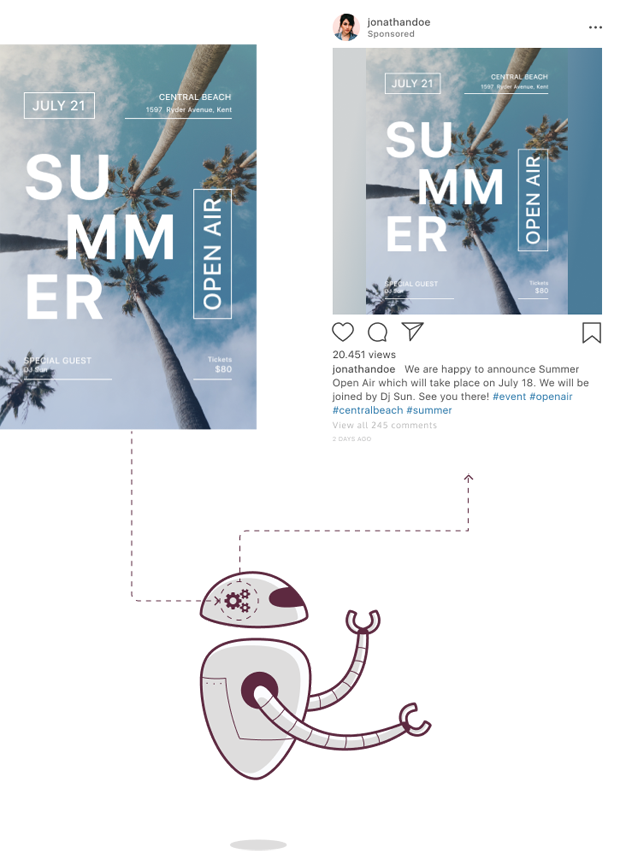 JULY 21
CENTRAL BEACH
1597 Ryder Avenue, Kent
SU
MM
ER
OPEN AIR
SPECIAL GUEST
DJ Sun
Tickets
$80
jonathandoe
Sponsored
JULY 21
CENTRAL BEACH
1597 Ryder Avenue, Kent
SU
MM
ER
OPEN AIR
SPECIAL GUEST
DJ Sun
Tickets
$80
20.451 views
jonathandoe We are happy to announce Summer
Open Air which will take place on July 18. We will be
joined by Dj Sun. See you there! #event #openair
#centralbeach #summer
View all 245 comments
2 DAYS AGO